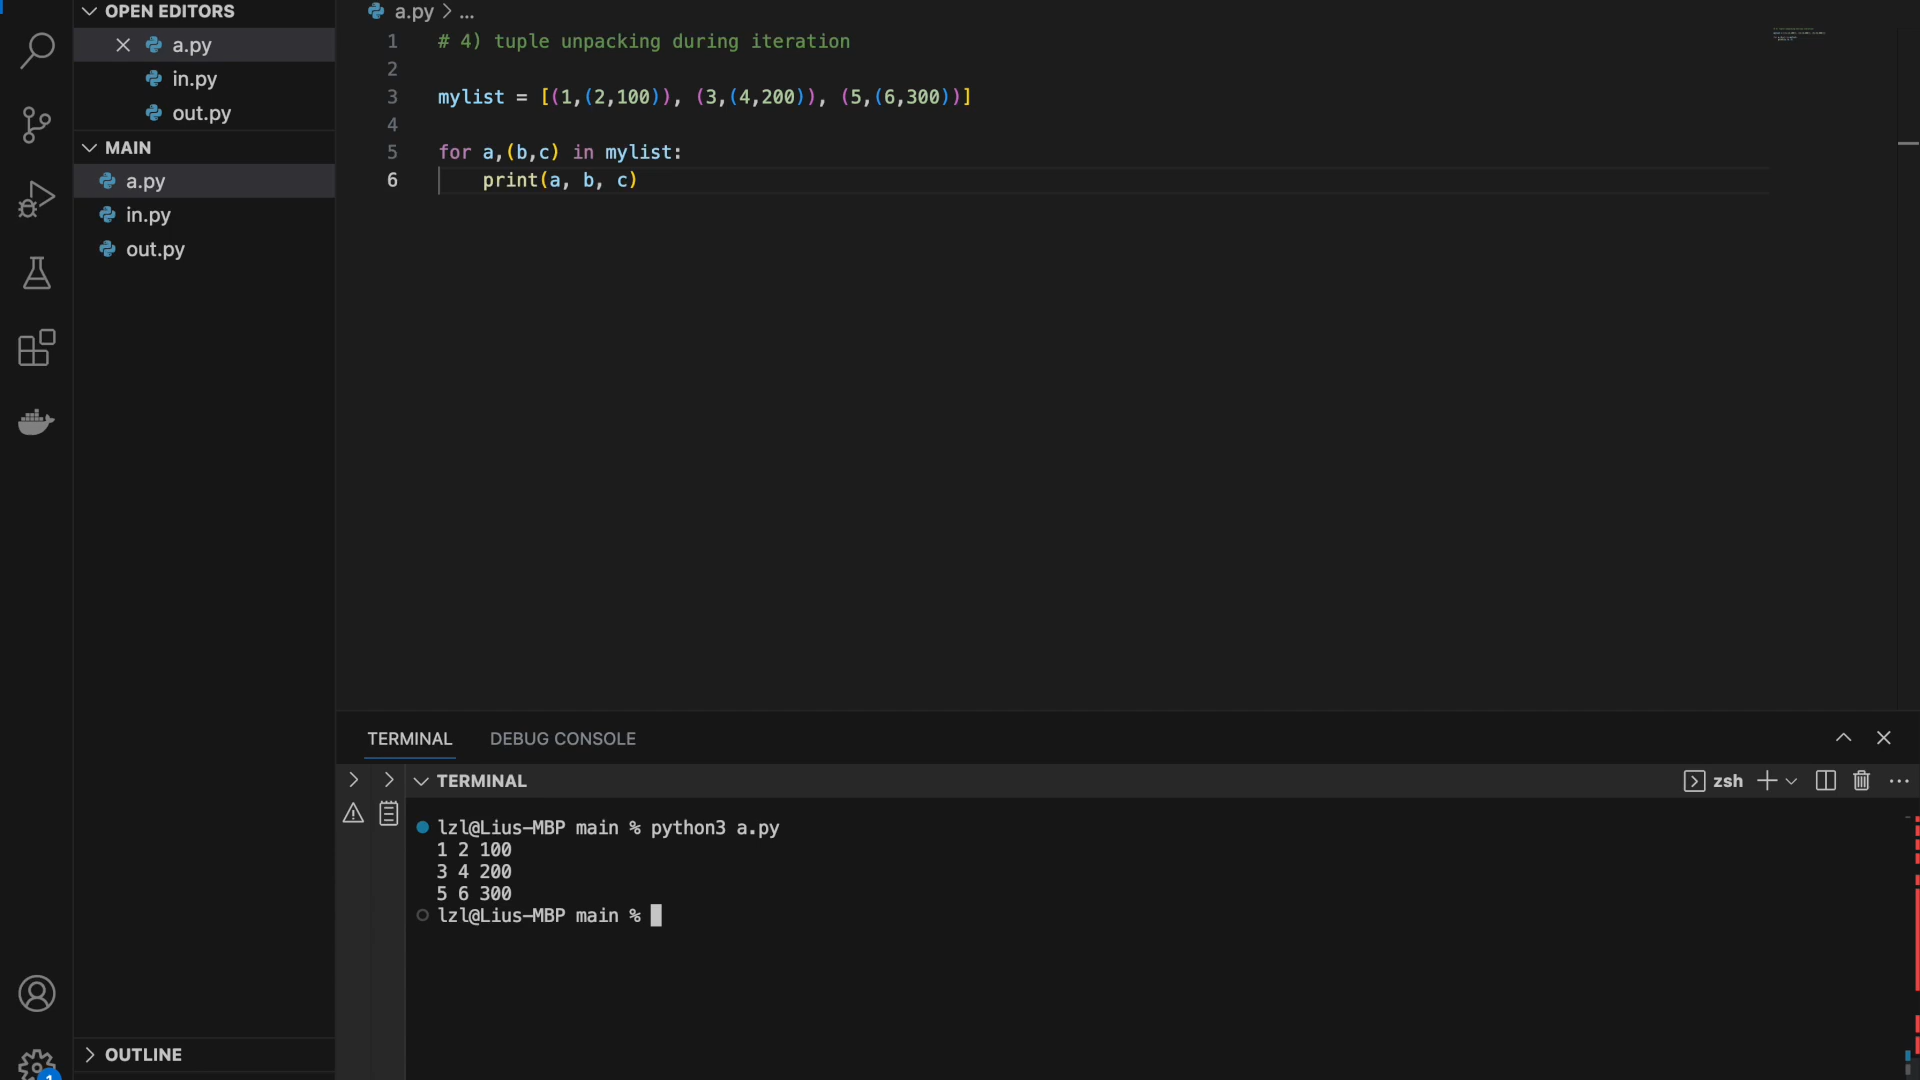 OPEN EDITORS
a.py
in.py
out.py
MAIN
a.py
in.py
out.py
OUTLINE
1
a.py > ...
1 # 4) tuple unpacking during iteration
2
3 mylist = [(1,(2,100)), (3,(4,200)), (5,(6,300))]
4
5 for a,(b,c) in mylist:
6 print(a, b, c)
TERMINAL DEBUG CONSOLE
TERMINAL
zsh
lzl@Lius-MBP main % python3 a.py
1 2 100
3 4 200
5 6 300
lzl@Lius-MBP main %